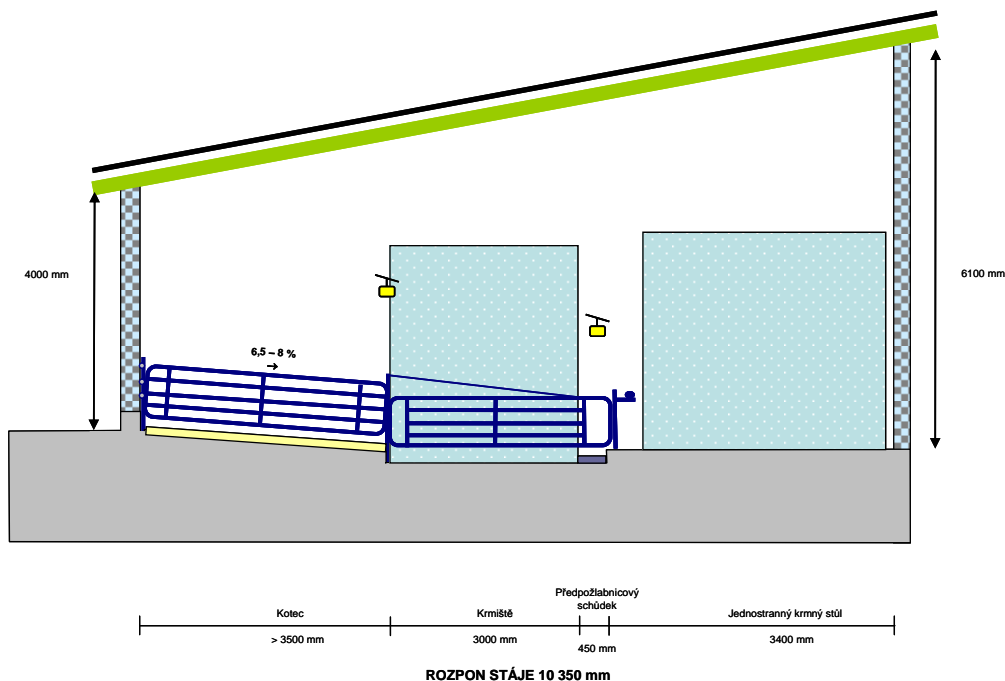 4000 mm
6100 mm
6,5 – 8 %
Kotec
Krmiště
Předpožlabnicový
schůdek
Jednostranný krmný stůl
> 3500 mm
3000 mm
450 mm
3400 mm
ROZPON STÁJE 10 350 mm